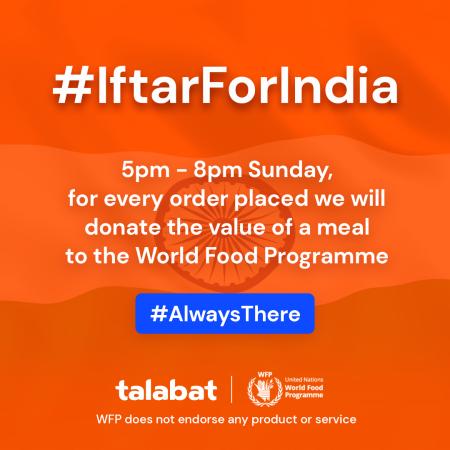 #IftarForIndia
5pm - 8pm Sunday,
for every order placed we will
donate the value of a meal
to the World Food Programme
#AlwaysThere
talabat
WFP
United Nations
World Food
Programme
WFP does not endorse any product or service